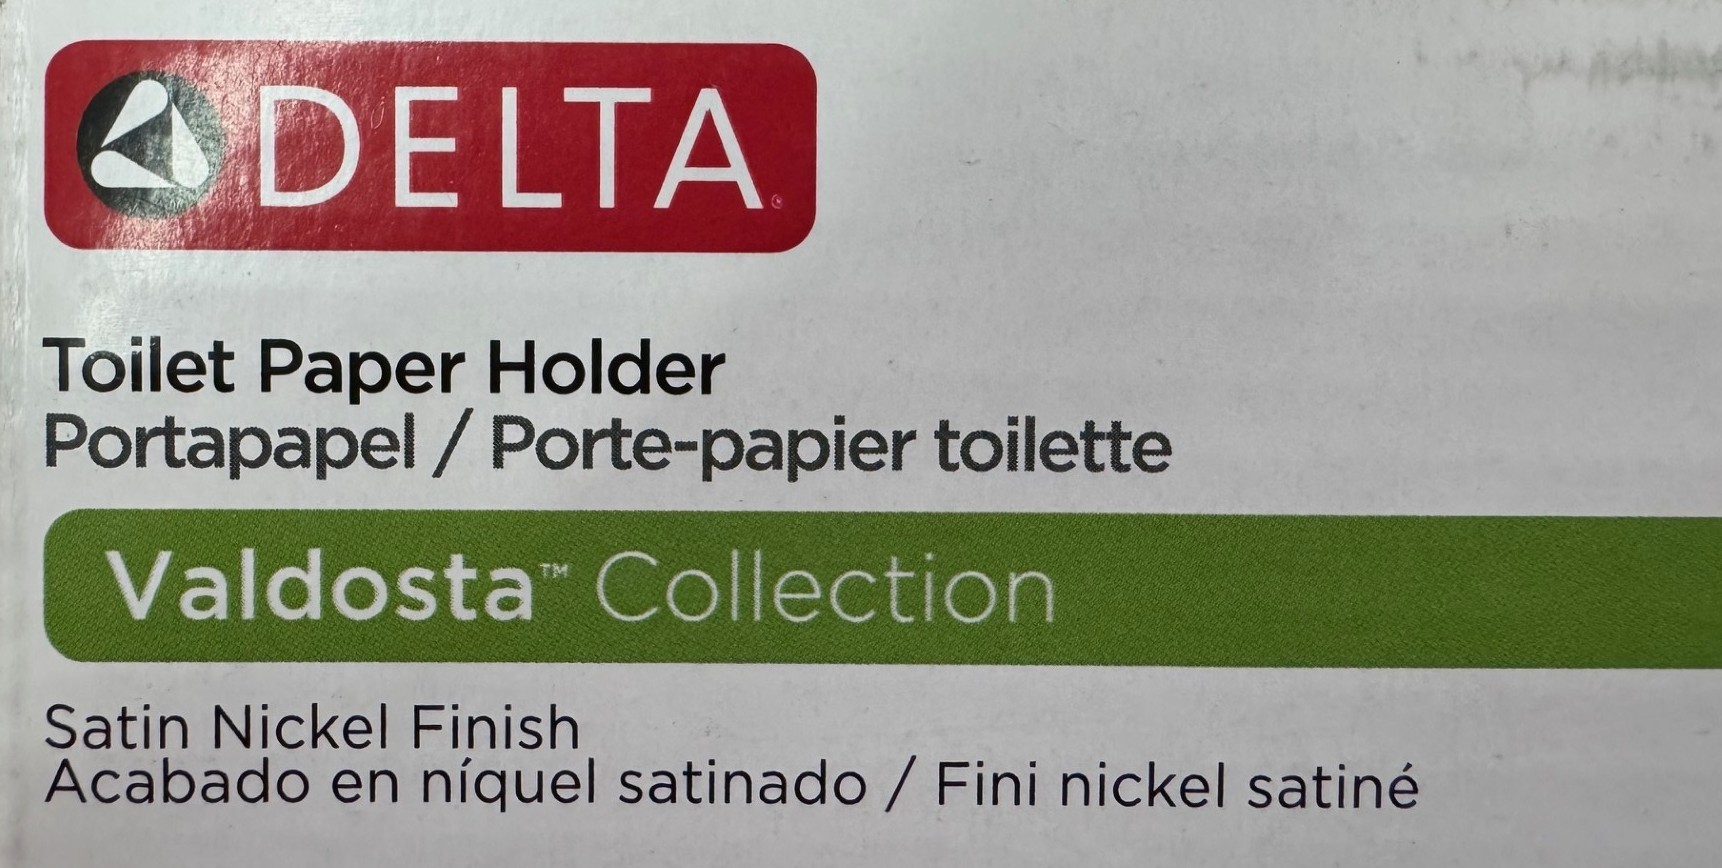 DELTA®
Toilet Paper Holder
Portapapel / Porte-papier toilette
Valdosta™ Collection
Satin Nickel Finish
Acabado en níquel satinado / Fini nickel satiné